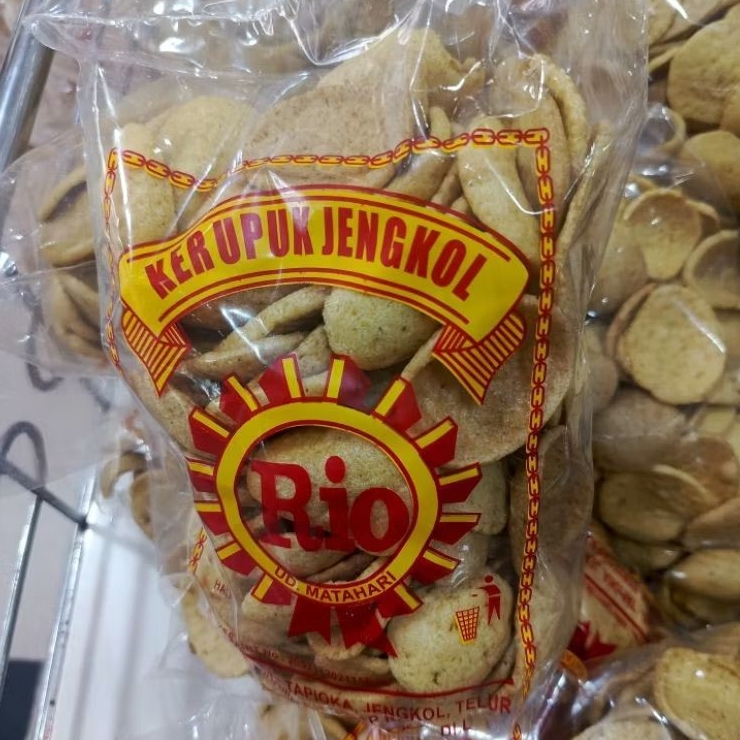 KERUPUK JENGKOL
Rio
UD. MATAHARI
TAPIOKA, JENGKOL, TELUR